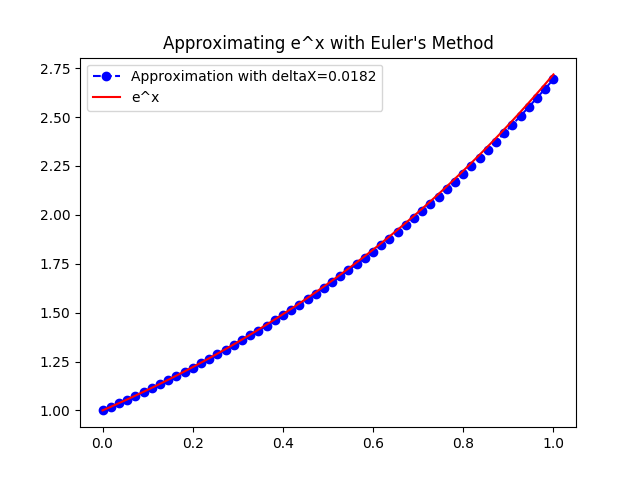 Approximating e^x with Euler's Method
Approximation with deltaX=0.0182
e^x
2.75
2.50
2.25
2.00
1.75
1.50
1.25
1.00
0.0 0.2 0.4 0.6 0.8 1.0